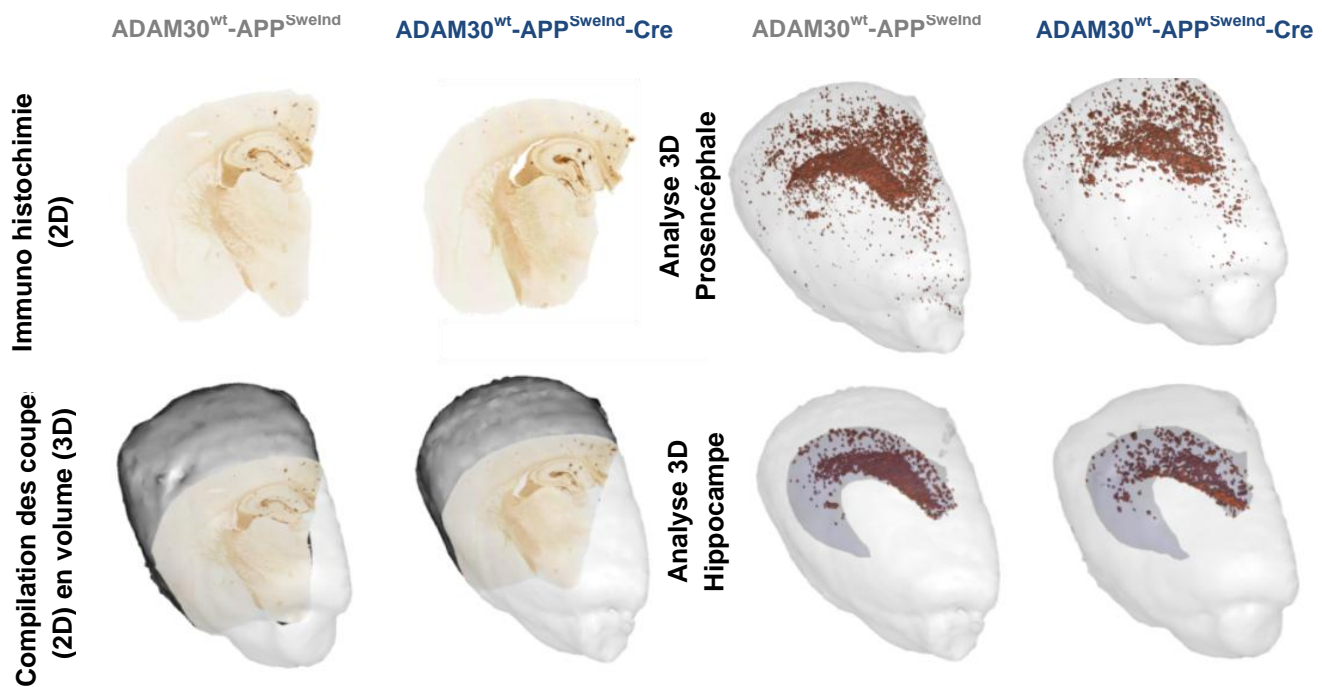 ADAM30wt-APPSweInd
ADAM30wt-APPSweInd-Cre
ADAM30wt-APPSweInd
ADAM30wt-APPSweInd-Cre
Immuno histochimie
(2D)
Analyse 3D
Prosencéphale
Compilation des coupe
(2D) en volume (3D)
Analyse 3D
Hippocampe